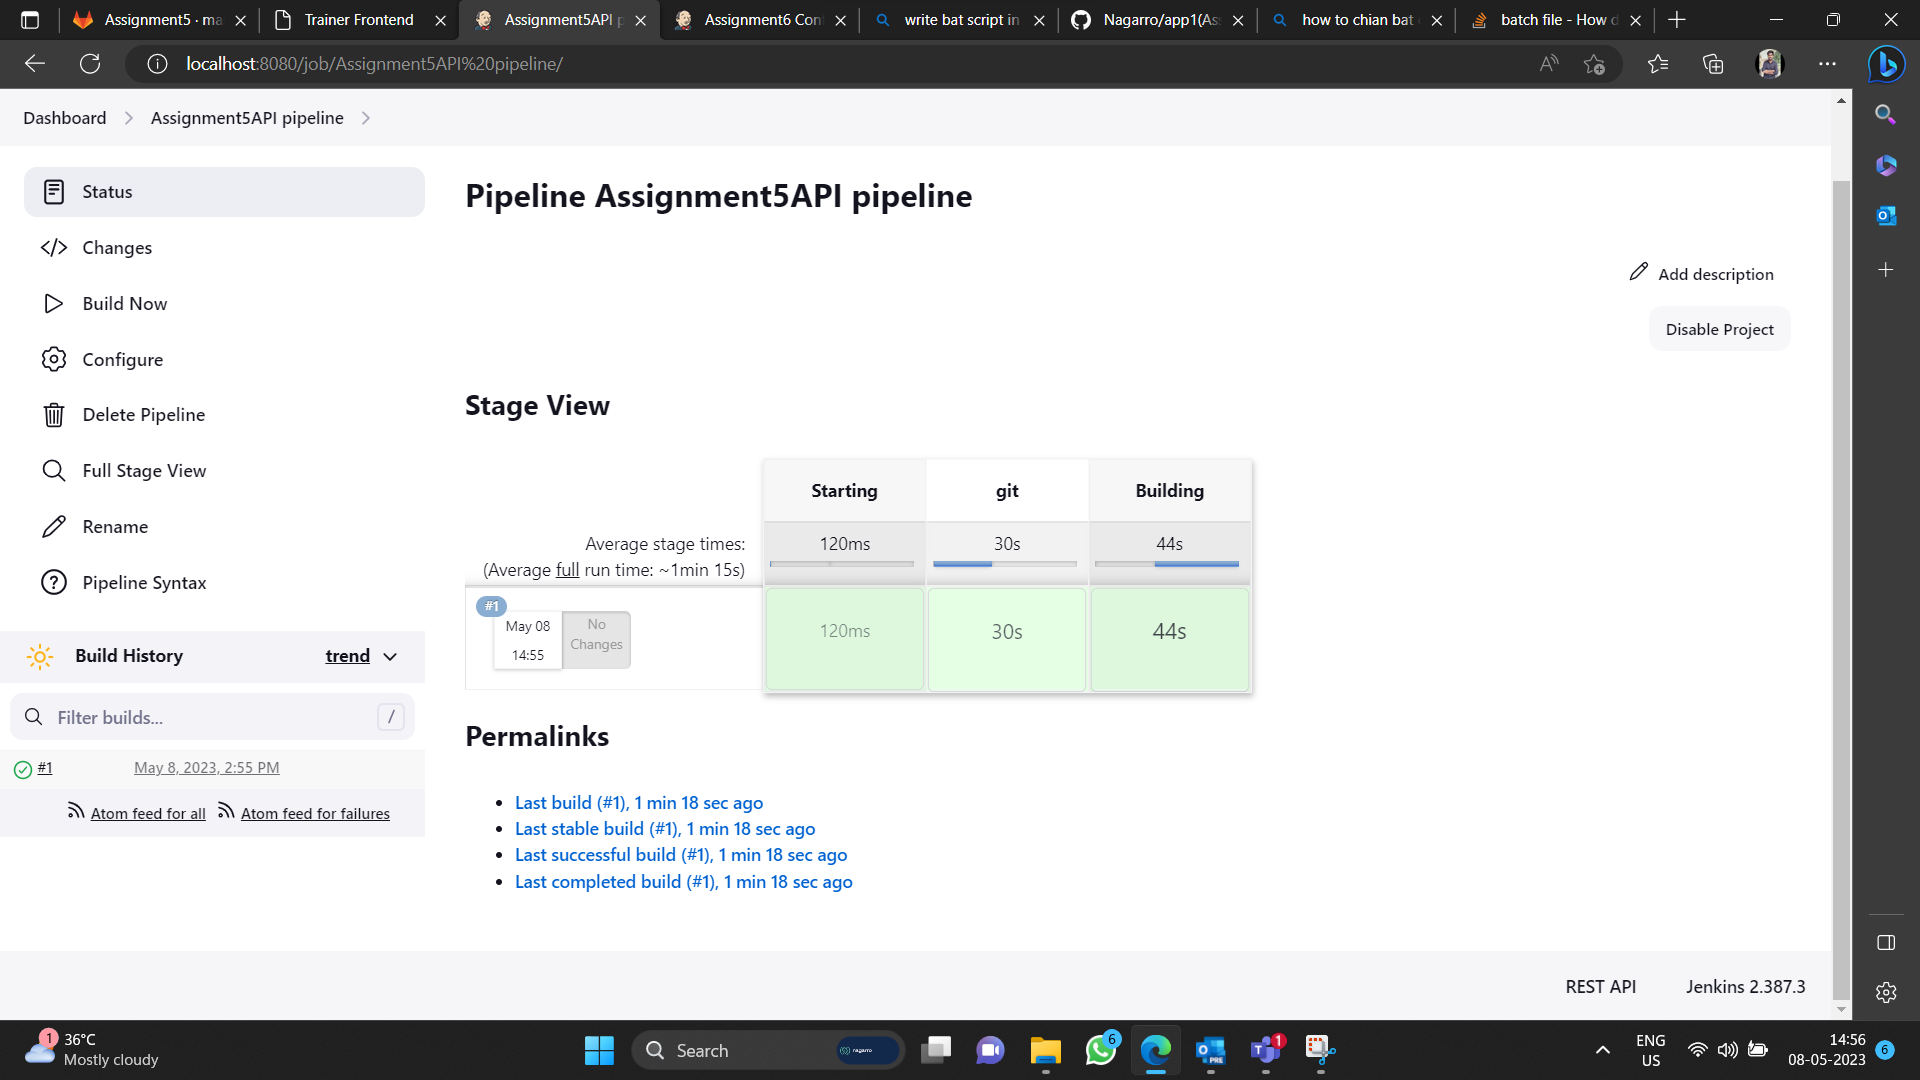 Assignment5 · ma
Trainer Frontend
Assignment5API p
Assignment6 Con
write bat script in
Nagarro/app1(As
how to chian bat
batch file - How d
localhost:8080/job/Assignment5API%20pipeline/
Dashboard
Assignment5API pipeline
Status
Changes
Build Now
Configure
Delete Pipeline
Full Stage View
Rename
Pipeline Syntax
Build History
trend
Filter builds...
/
#1
May 8, 2023, 2:55 PM
Atom feed for all
Atom feed for failures
Pipeline Assignment5API pipeline
Add description
Disable Project
Stage View
Starting
git
Building
Average stage times:
(Average full run time: ~1min 15s)
120ms
30s
44s
#1
May 08
14:55
No
Changes
120ms
30s
44s
Permalinks
Last build (#1), 1 min 18 sec ago
Last stable build (#1), 1 min 18 sec ago
Last successful build (#1), 1 min 18 sec ago
Last completed build (#1), 1 min 18 sec ago
REST API
Jenkins 2.387.3
1
36°C
Mostly cloudy
Search
nagarro
6
PRE
1
ENG
US
14:56
08-05-2023
6